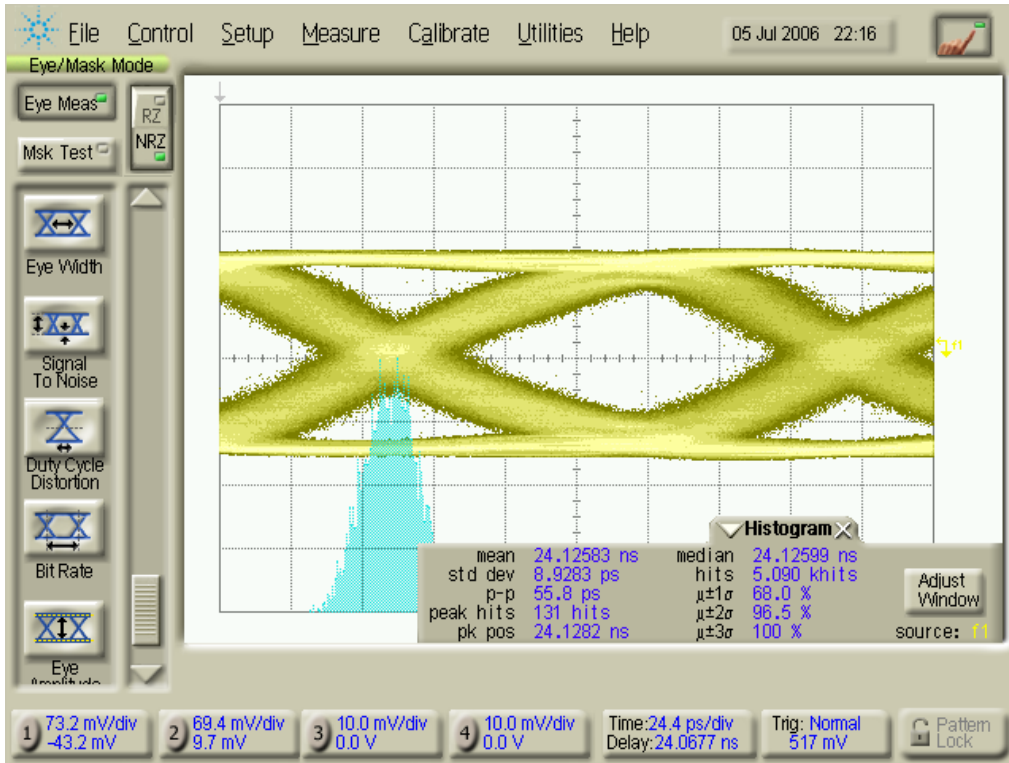 File Control Setup Measure Calibrate Utilities Help 05 Jul 2006 22:16
Eye/Mask Mode
Eye Meas
RZ
NRZ
Msk Test
Eye Width
Signal
To Noise
Duty Cycle
Distortion
Bit Rate
Eye
Amplitude
f1
Histogram
mean 24.12583 ns median 24.12599 ns
std dev 8.9283 ps hits 5.090 khits
p-p 55.8 ps µ±1σ 68.0 %
peak hits 131 hits µ±2σ 96.5 %
pk pos 24.1282 ns µ±3σ 100 %
Adjust
Window
source: f1
1 73.2 mV/div
-43.2 mV
2 69.4 mV/div
9.7 mV
3 10.0 mV/div
0.0 V
4 10.0 mV/div
0.0 V
Time:24.4 ps/div
Delay:24.0677 ns
Trig: Normal
517 mV
Pattern
Lock